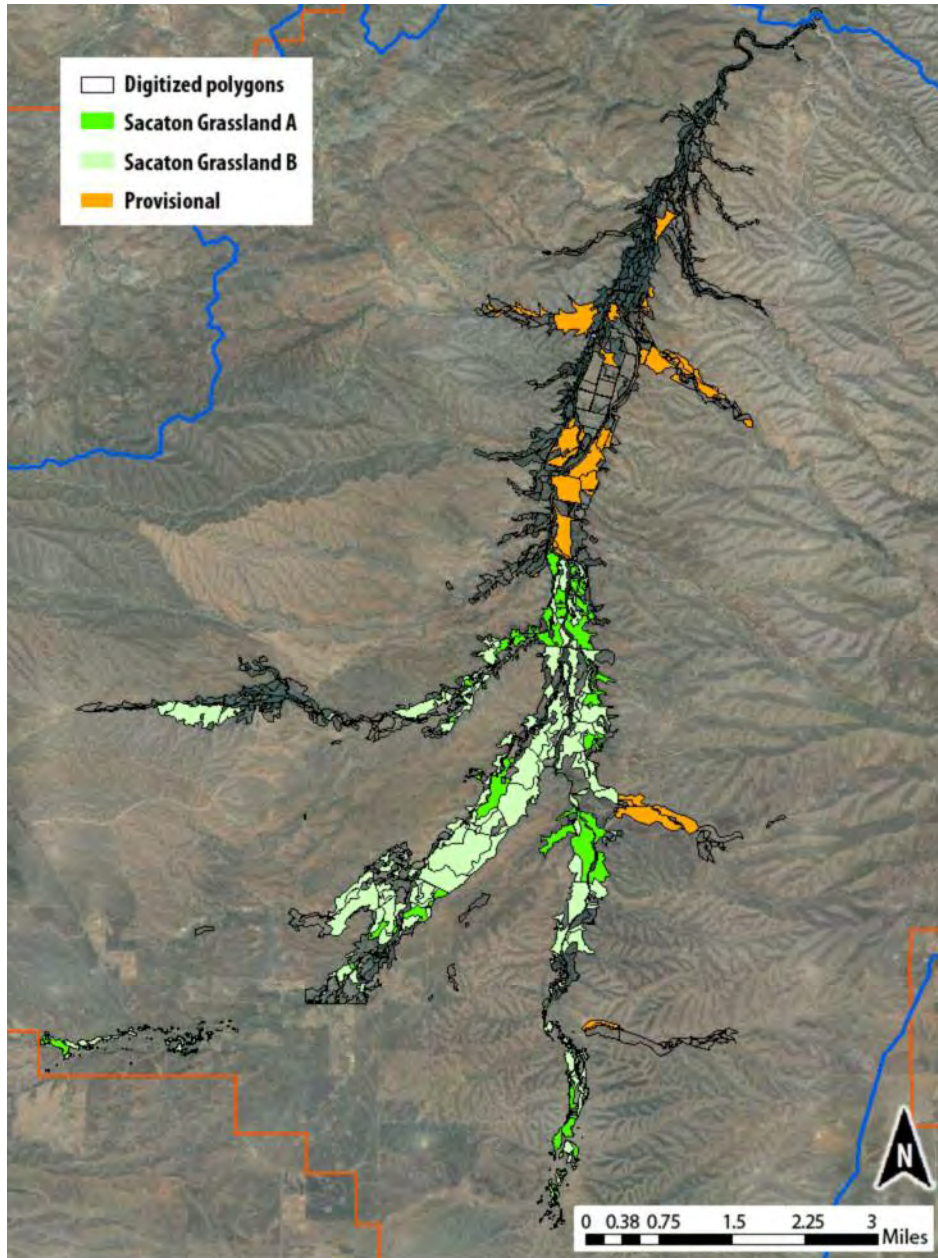 Digitized polygons
Sacaton Grassland A
Sacaton Grassland B
Provisional
N
0 0.38 0.75 1.5 2.25 3
Miles